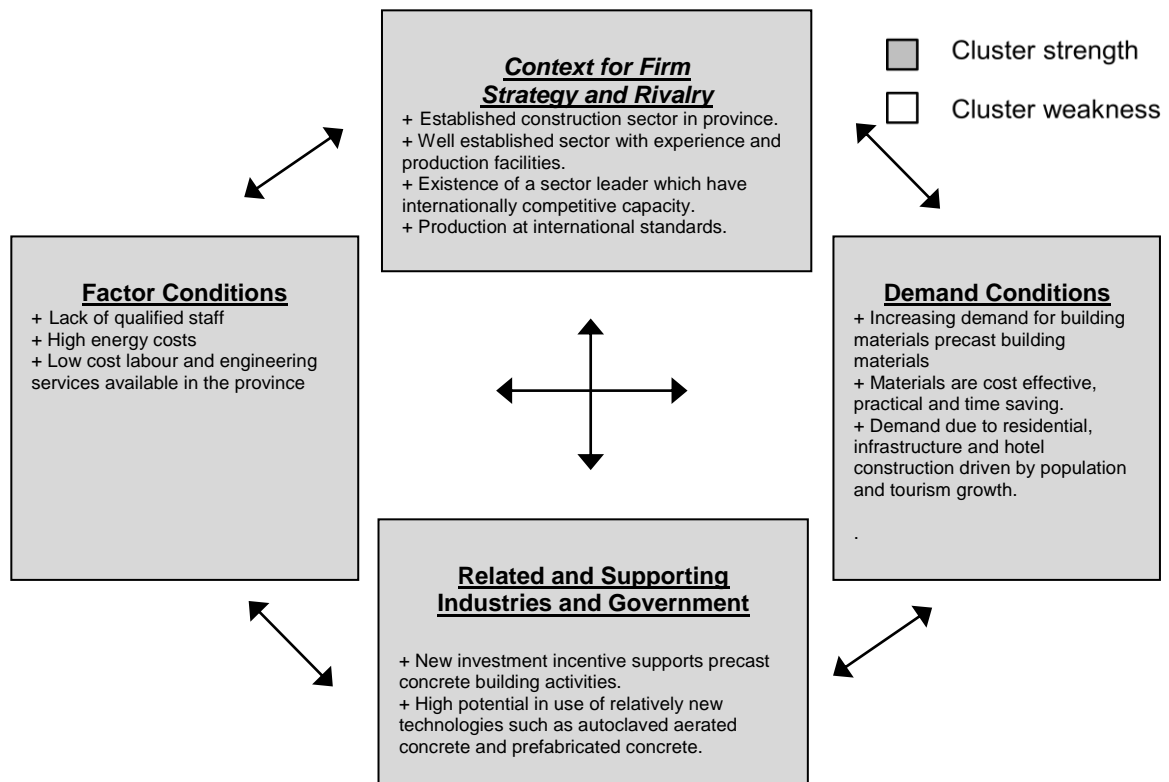 Context for Firm
Strategy and Rivalry
+ Established construction sector in province.
+ Well established sector with experience and
production facilities.
+ Existence of a sector leader which have
internationally competitive capacity.
+ Production at international standards.
Cluster strength
Cluster weakness
Factor Conditions
+ Lack of qualified staff
+ High energy costs
+ Low cost labour and engineering
services available in the province
Demand Conditions
+ Increasing demand for building
materials precast building
materials
+ Materials are cost effective,
practical and time saving.
+ Demand due to residential,
infrastructure and hotel
construction driven by population
and tourism growth.
.
Related and Supporting
Industries and Government
+ New investment incentive supports precast
concrete building activities.
+ High potential in use of relatively new
technologies such as autoclaved aerated
concrete and prefabricated concrete.